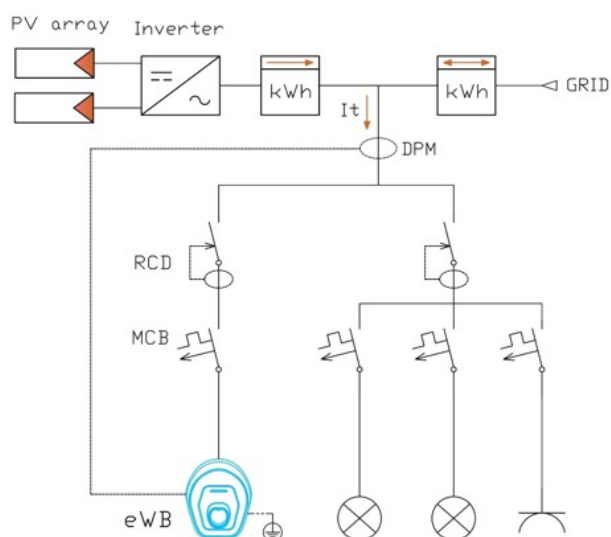 PV array
Inverter
kWh
kWh
GRID
It
DPM
RCD
MCB
eWB